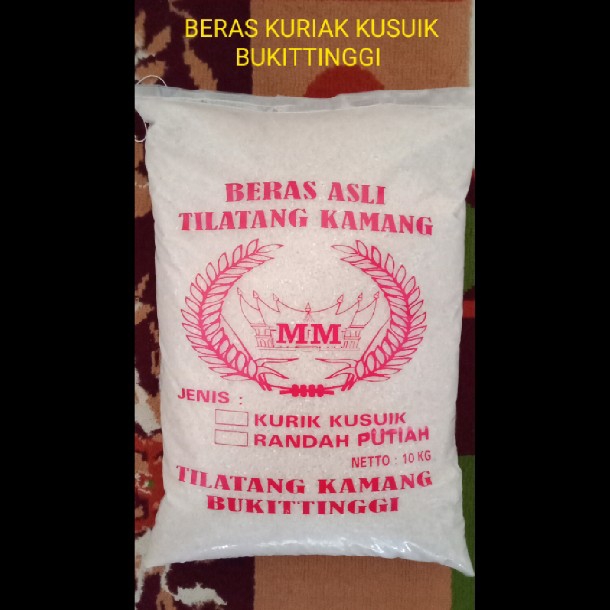 BERAS KURIAK KUSUIK
BUKITTINGGI
BERAS ASLI
TILATANG KAMANG
MM
JENIS :
KURIK KUSUIK
RANDAH PUTIAH
NETTO : 10 KG
TILATANG KAMANG
BUKITTINGGI